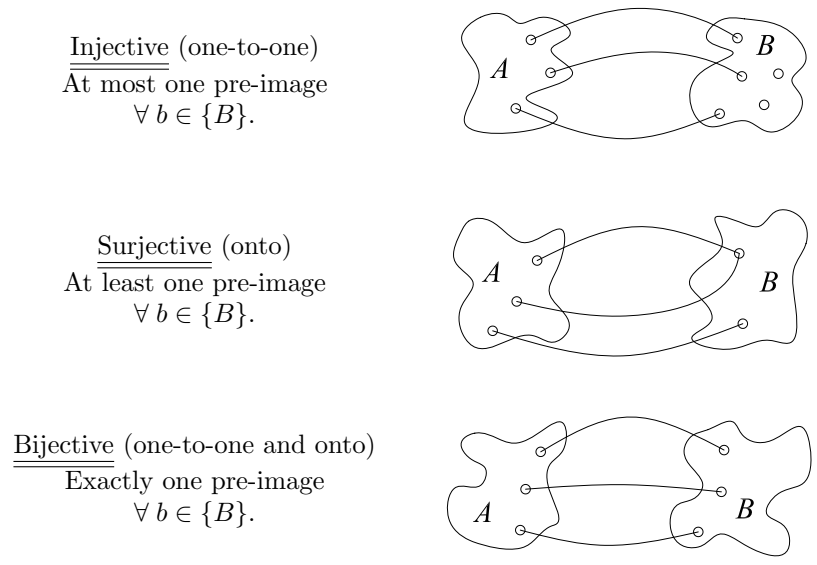 Injective (one-to-one)
At most one pre-image
∀ b ∈ {B}.
A
B
Surjective (onto)
At least one pre-image
∀ b ∈ {B}.
A
B
Bijective (one-to-one and onto)
Exactly one pre-image
∀ b ∈ {B}.
A
B